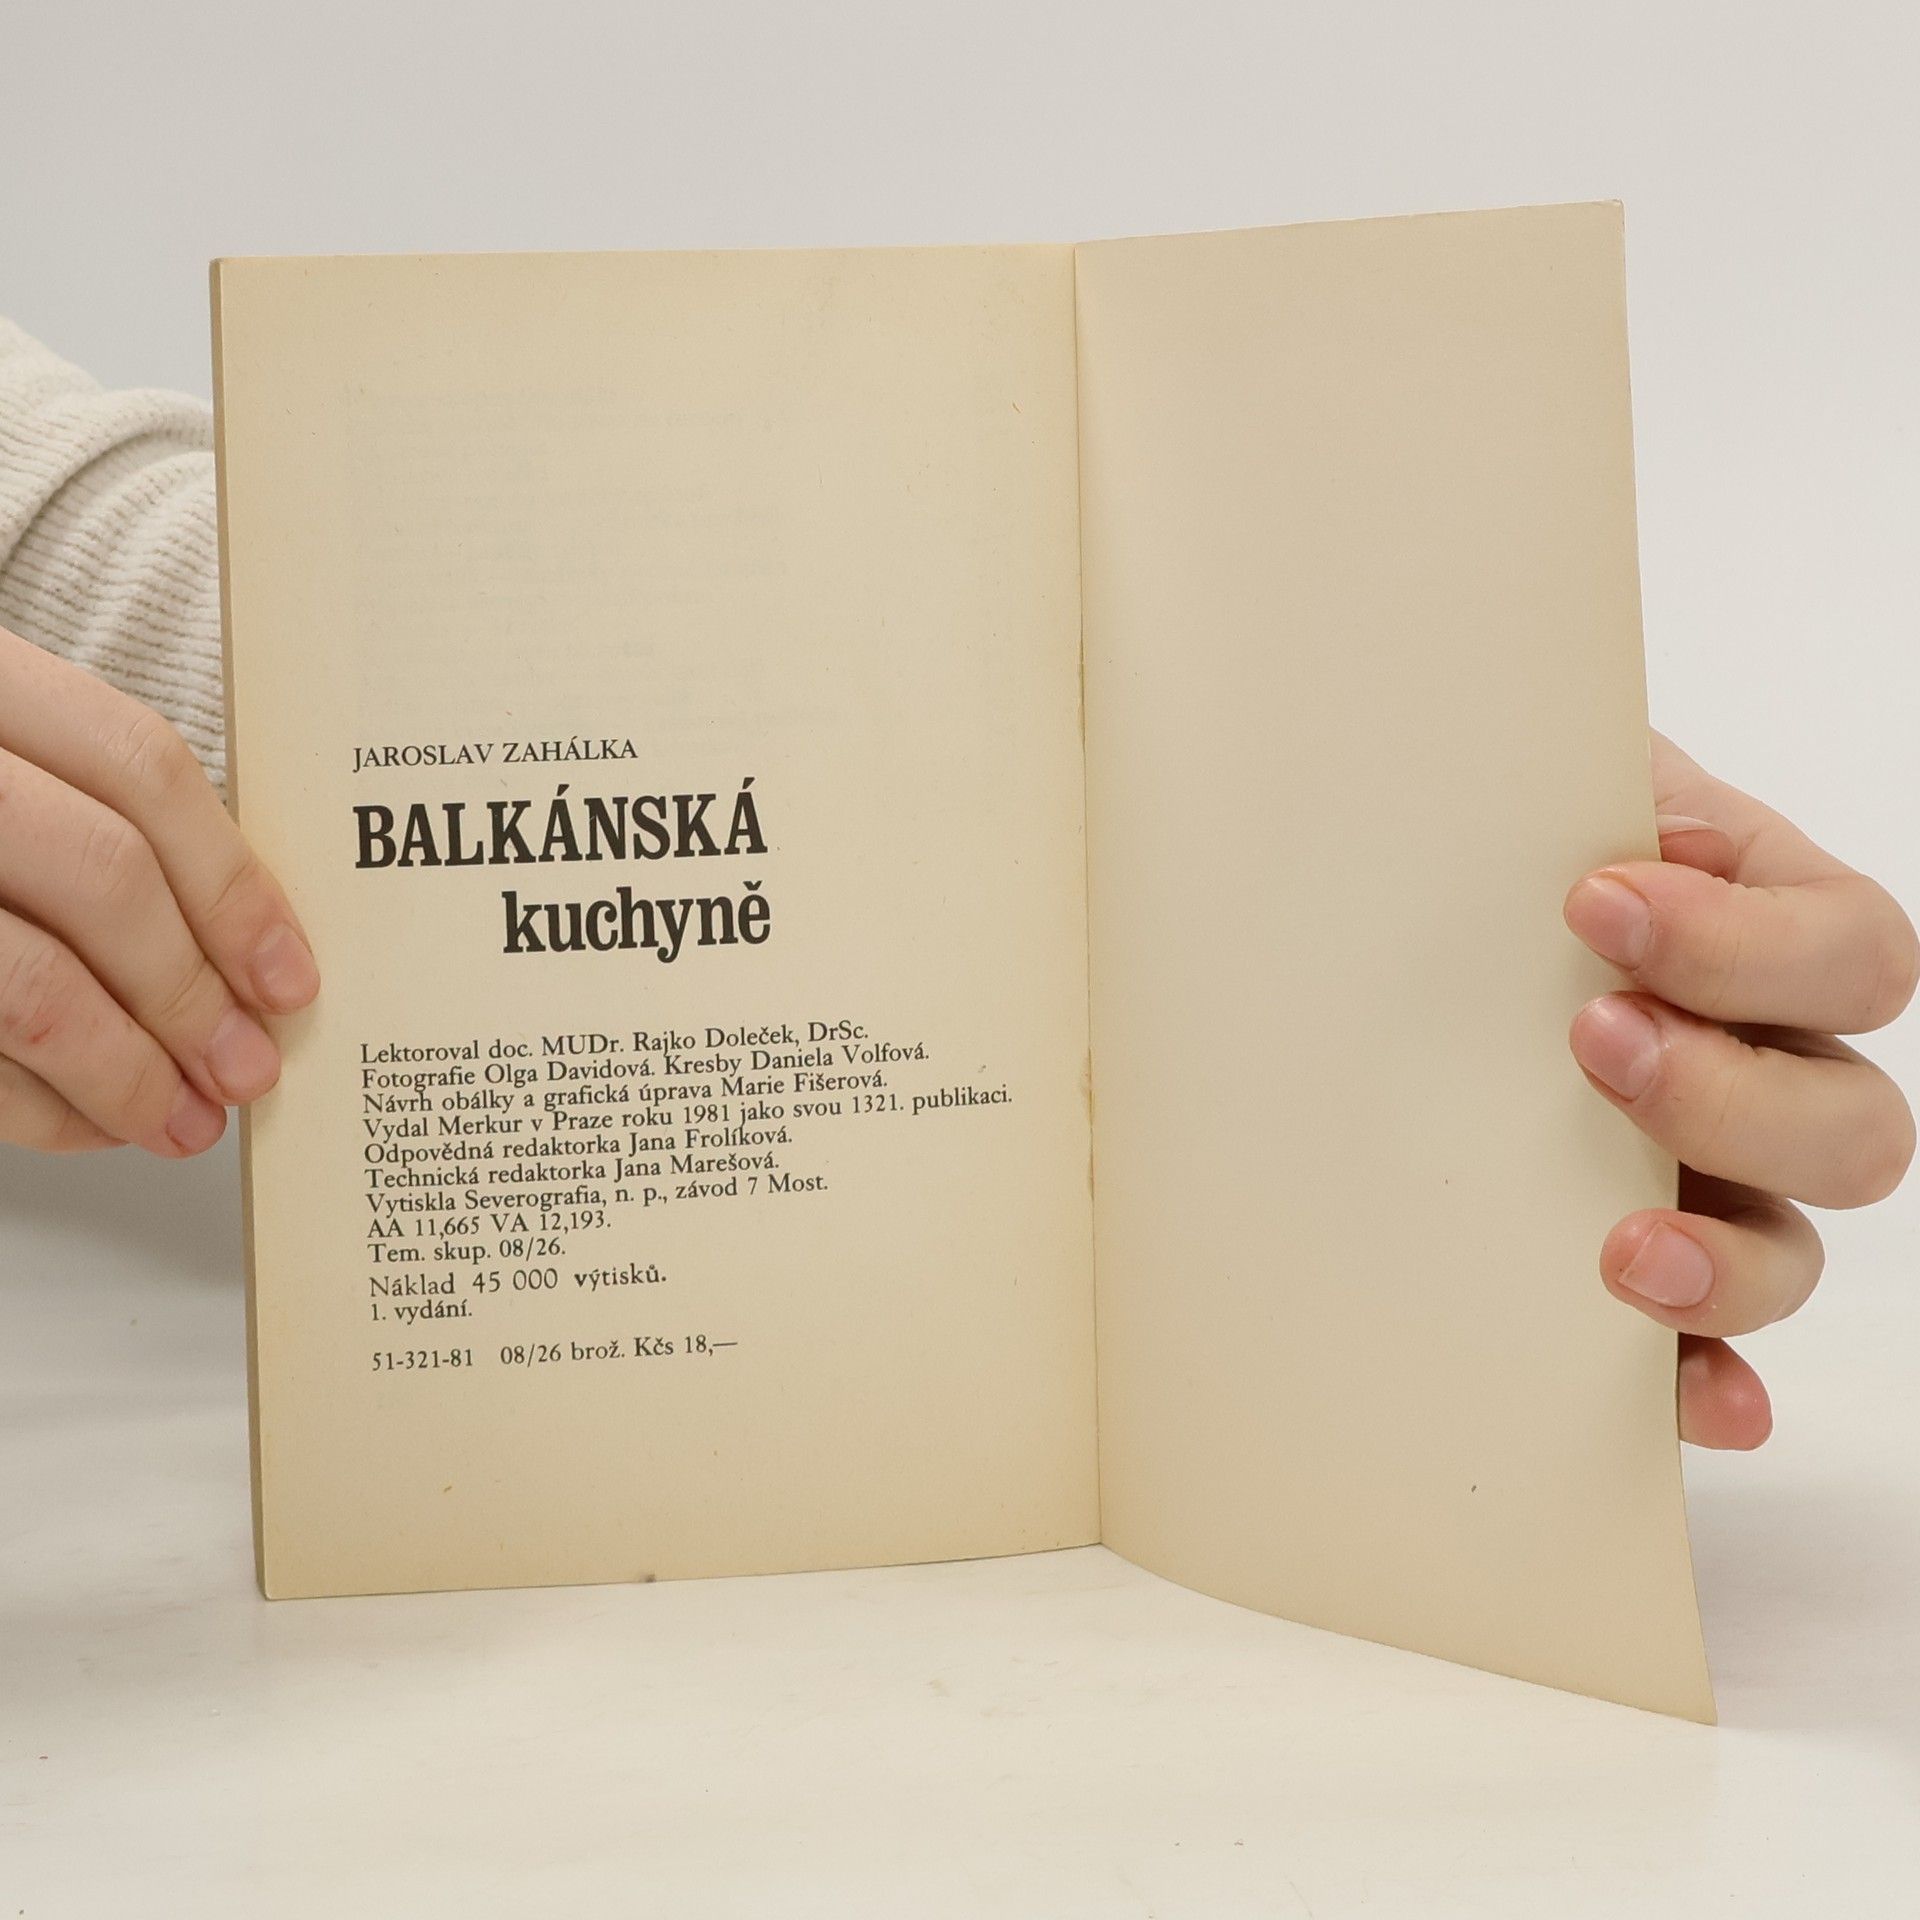 JAROSLAV ZAHÁLKA
BALKÁNSKÁ
kuchyně
Lektoroval doc. MUDr. Rajko Doleček, DrSc.
Fotografie Olga Davidová. Kresby Daniela Volfová.
Návrh obálky a grafická úprava Marie Fišerová.
Vydal Merkur v Praze roku 1981 jako svou 1321. publikaci.
Odpovědná redaktorka Jana Frolíková.
Technická redaktorka Jana Marešová.
Vytiskla Severografia, n. p., závod 7 Most.
AA 11,665 VA 12,193.
Tem. skup. 08/26.
Náklad 45 000 výtisků.
1. vydání.
51-321-81 08/26 brož. Kčs 18,—